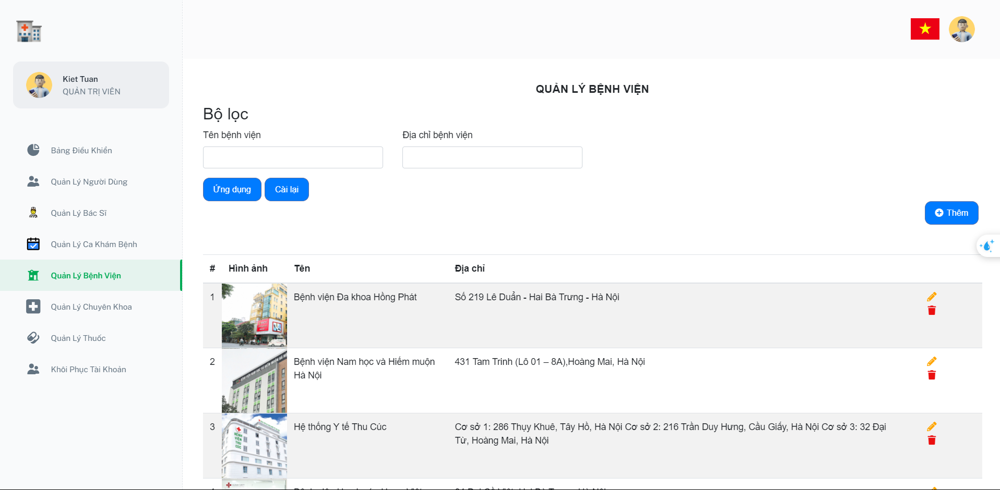 Kiet Tuan
QUẢN TRỊ VIÊN
Bảng Điều Khiển
Quản Lý Người Dùng
Quản Lý Bác Sĩ
Quản Lý Ca Khám Bệnh
Quản Lý Bệnh Viện
Quản Lý Chuyên Khoa
Quản Lý Thuốc
Khôi Phục Tài Khoản
QUẢN LÝ BỆNH VIỆN
Bộ lọc
Tên bệnh viện
Địa chỉ bệnh viện
Ứng dụng
Cài lại
Thêm
# Hình ảnh Tên Địa chỉ
1 Bệnh viện Đa khoa Hồng Phát Số 219 Lê Duẩn - Hai Bà Trưng - Hà Nội
2 Bệnh viện Nam học và Hiếm muộn 431 Tam Trinh (Lô 01 – 8A),Hoàng Mai, Hà Nội
Hà Nội
3 Hệ thống Y tế Thu Cúc Cơ sở 1: 286 Thụy Khuê, Tây Hồ, Hà Nội Cơ sở 2: 216 Trần Duy Hưng, Cầu Giấy, Hà Nội Cơ sở 3: 32 Đại
Từ, Hoàng Mai, Hà Nội
BỆNH
VIỆN
THU
CÚC